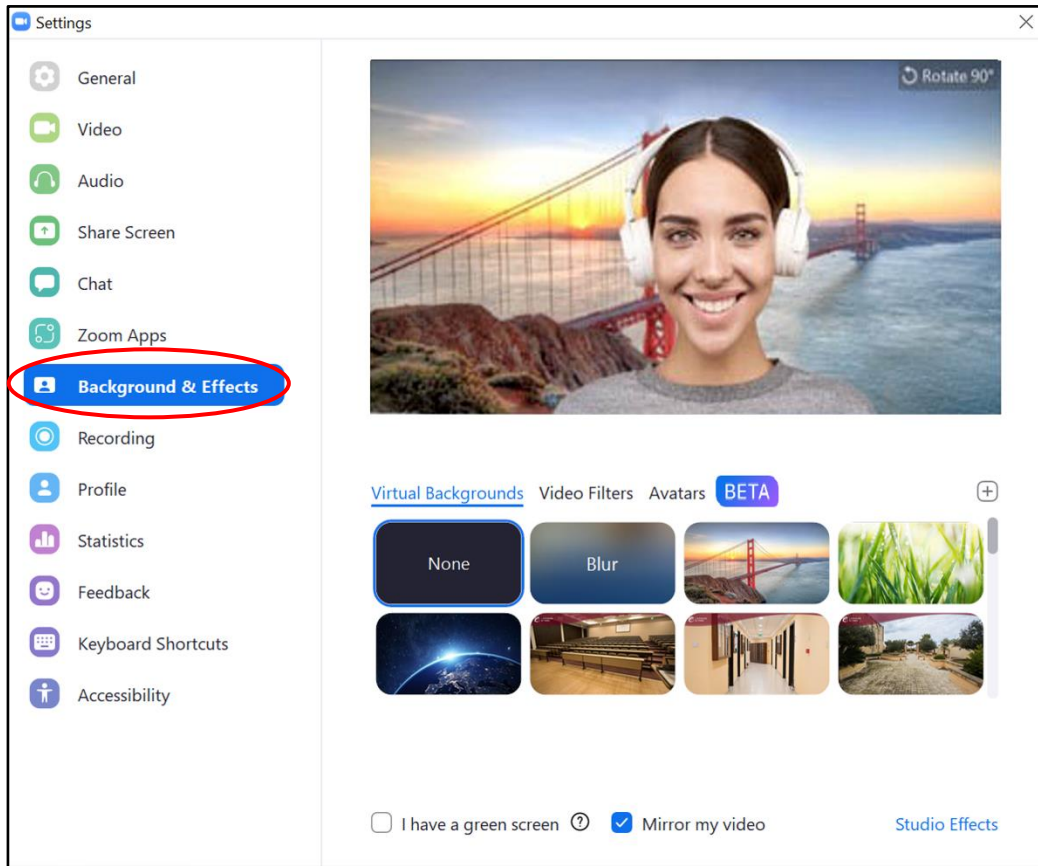 Settings
General
Video
Audio
Share Screen
Chat
Zoom Apps
Background & Effects
Recording
Profile
Statistics
Feedback
Keyboard Shortcuts
Accessibility
Rotate 90°
Virtual Backgrounds Video Filters Avatars BETA
None Blur
I have a green screen Mirror my video Studio Effects